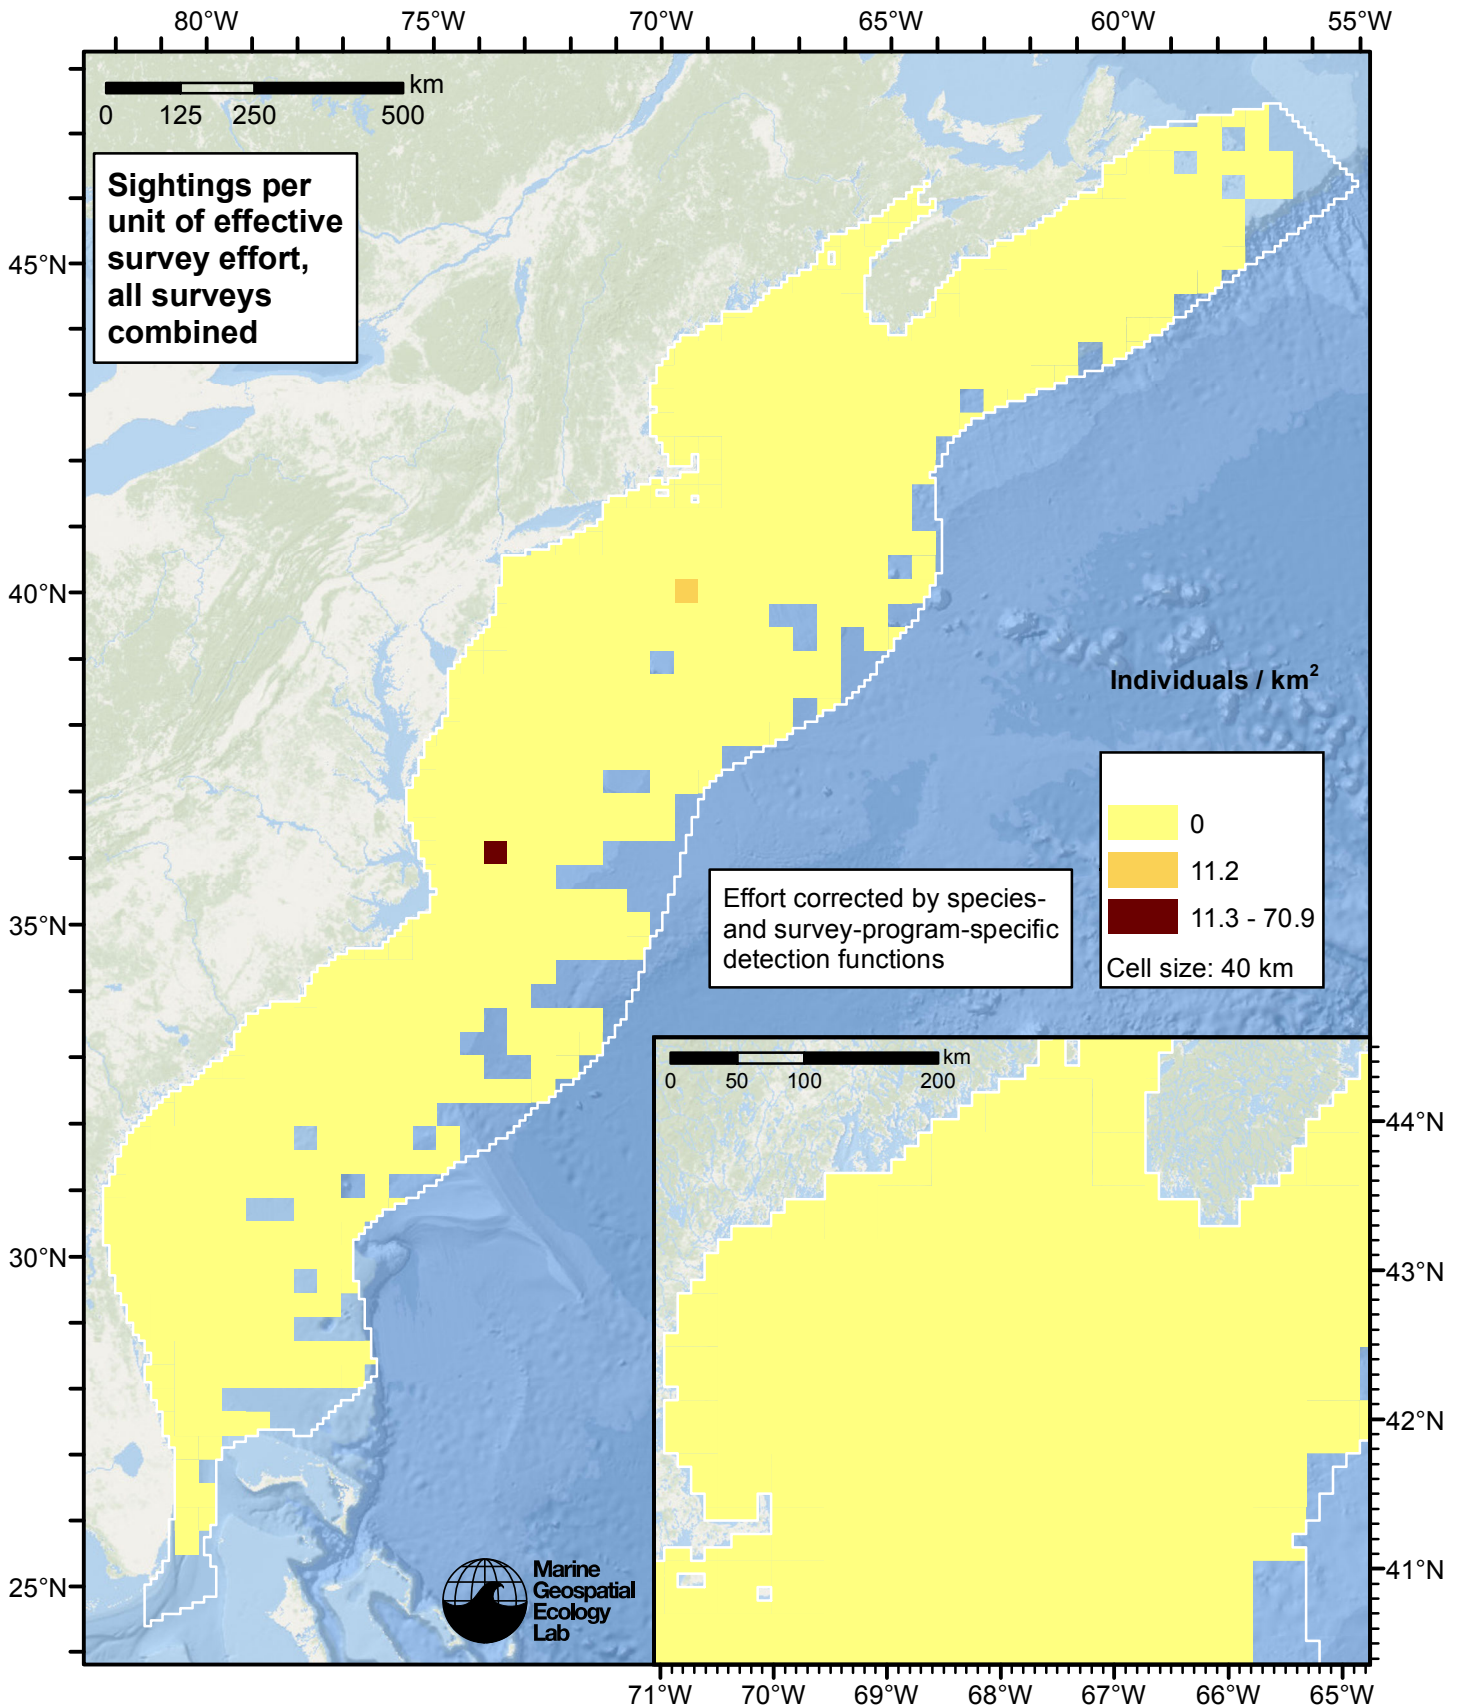 80°W 75°W 70°W 65°W 60°W 55°W
km
0 125 250 500
Sightings per
unit of effective
survey effort,
all surveys
combined
45°N
40°N
35°N
30°N
25°N
Individuals / km²
0
11.2
11.3 - 70.9
Cell size: 40 km
Effort corrected by species-
and survey-program-specific
detection functions
km
0 50 100 200
44°N
43°N
42°N
41°N
Marine
Geospatial
Ecology
Lab
71°W 70°W 69°W 68°W 67°W 66°W 65°W